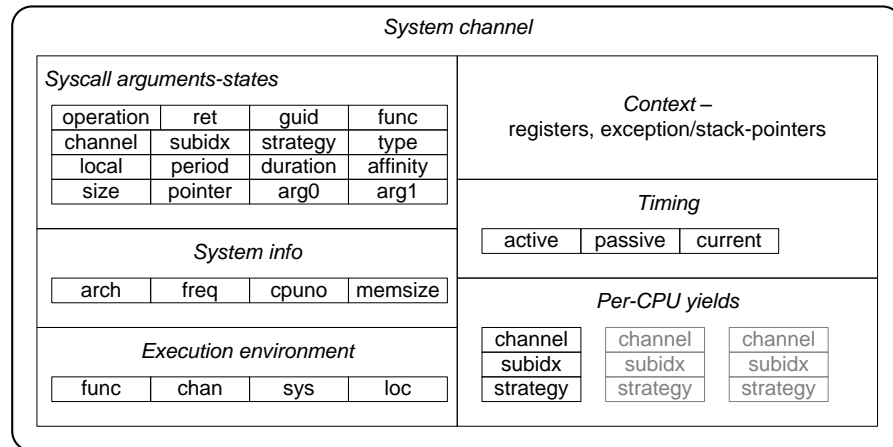 System channel
Syscall arguments-states
operation ret guid func
channel subidx strategy type
local period duration affinity
size pointer arg0 arg1
System info
arch freq cpuno memsize
Execution environment
func chan sys loc
Context –
registers, exception/stack-pointers
Timing
active passive current
Per-CPU yields
channel channel channel
subidx subidx subidx
strategy strategy strategy